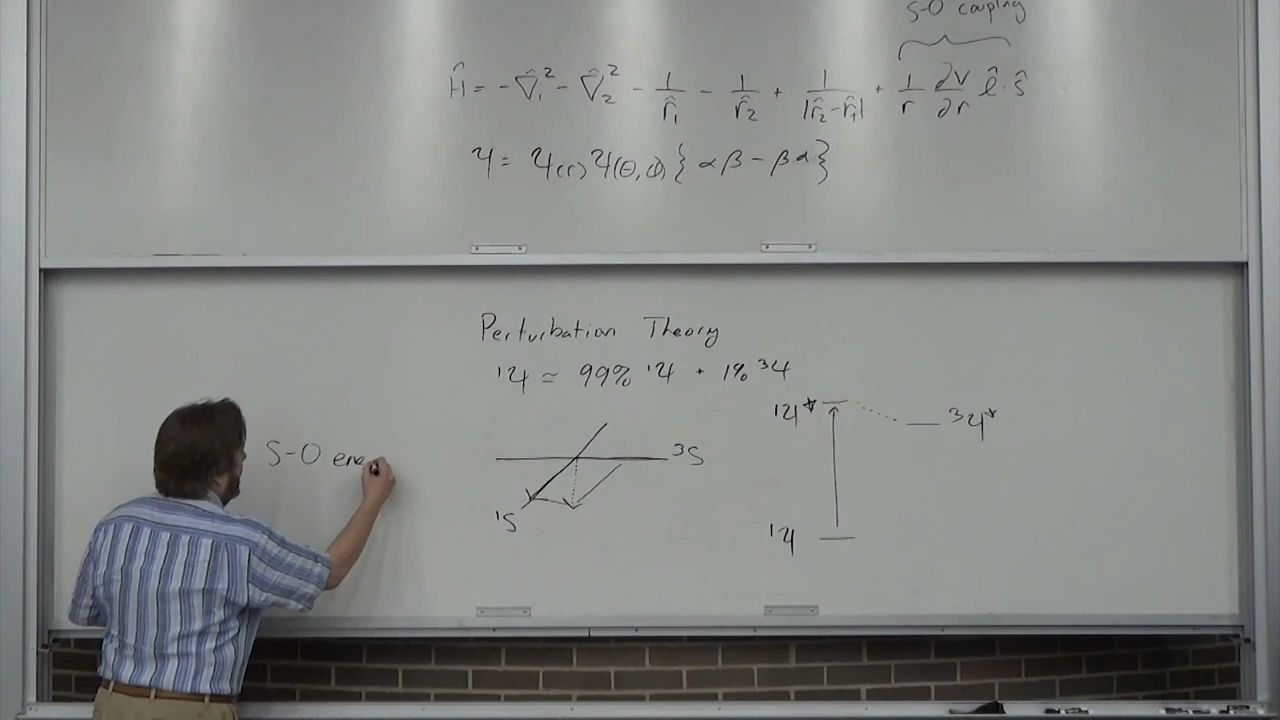 S-O coupling
Ĥ = -∇̂₁² - ∇̂₂² - 1/r̂₁ - 1/r̂₂ + 1/|r̂₂-r̂₁| + 1/r ∂V/∂r ℓ̂·ŝ
Ψ = Ψ(r) Ψ(θ,φ) { αβ - βα }
Perturbation Theory
¹Ψ ≃ 99% ¹Ψ + 1% ³Ψ
¹Ψ* ³Ψ*
S-O ene ³S
¹S ¹Ψ